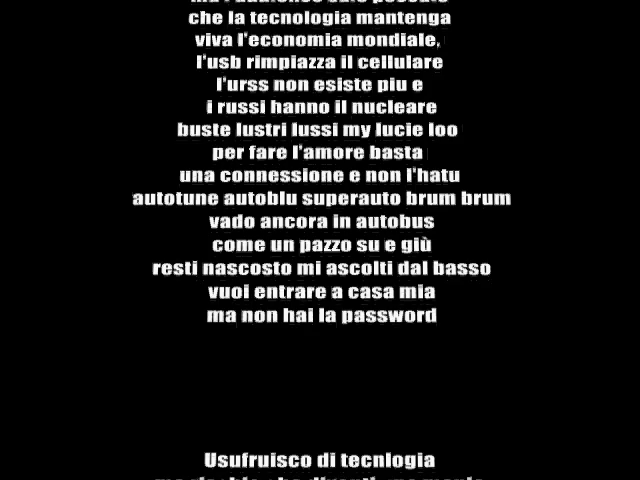 che la tecnologia mantenga
viva l'economia mondiale,
l'usb rimpiazza il cellulare
l'urss non esiste piu e
i russi hanno il nucleare
buste lustri lussi my lucie loo
per fare l'amore basta
una connessione e non l'hatu
autotune autoblu superauto brum brum
vado ancora in autobus
come un pazzo su e giù
resti nascosto mi ascolti dal basso
vuoi entrare a casa mia
ma non hai la password
Usufruisco di tecnlogia